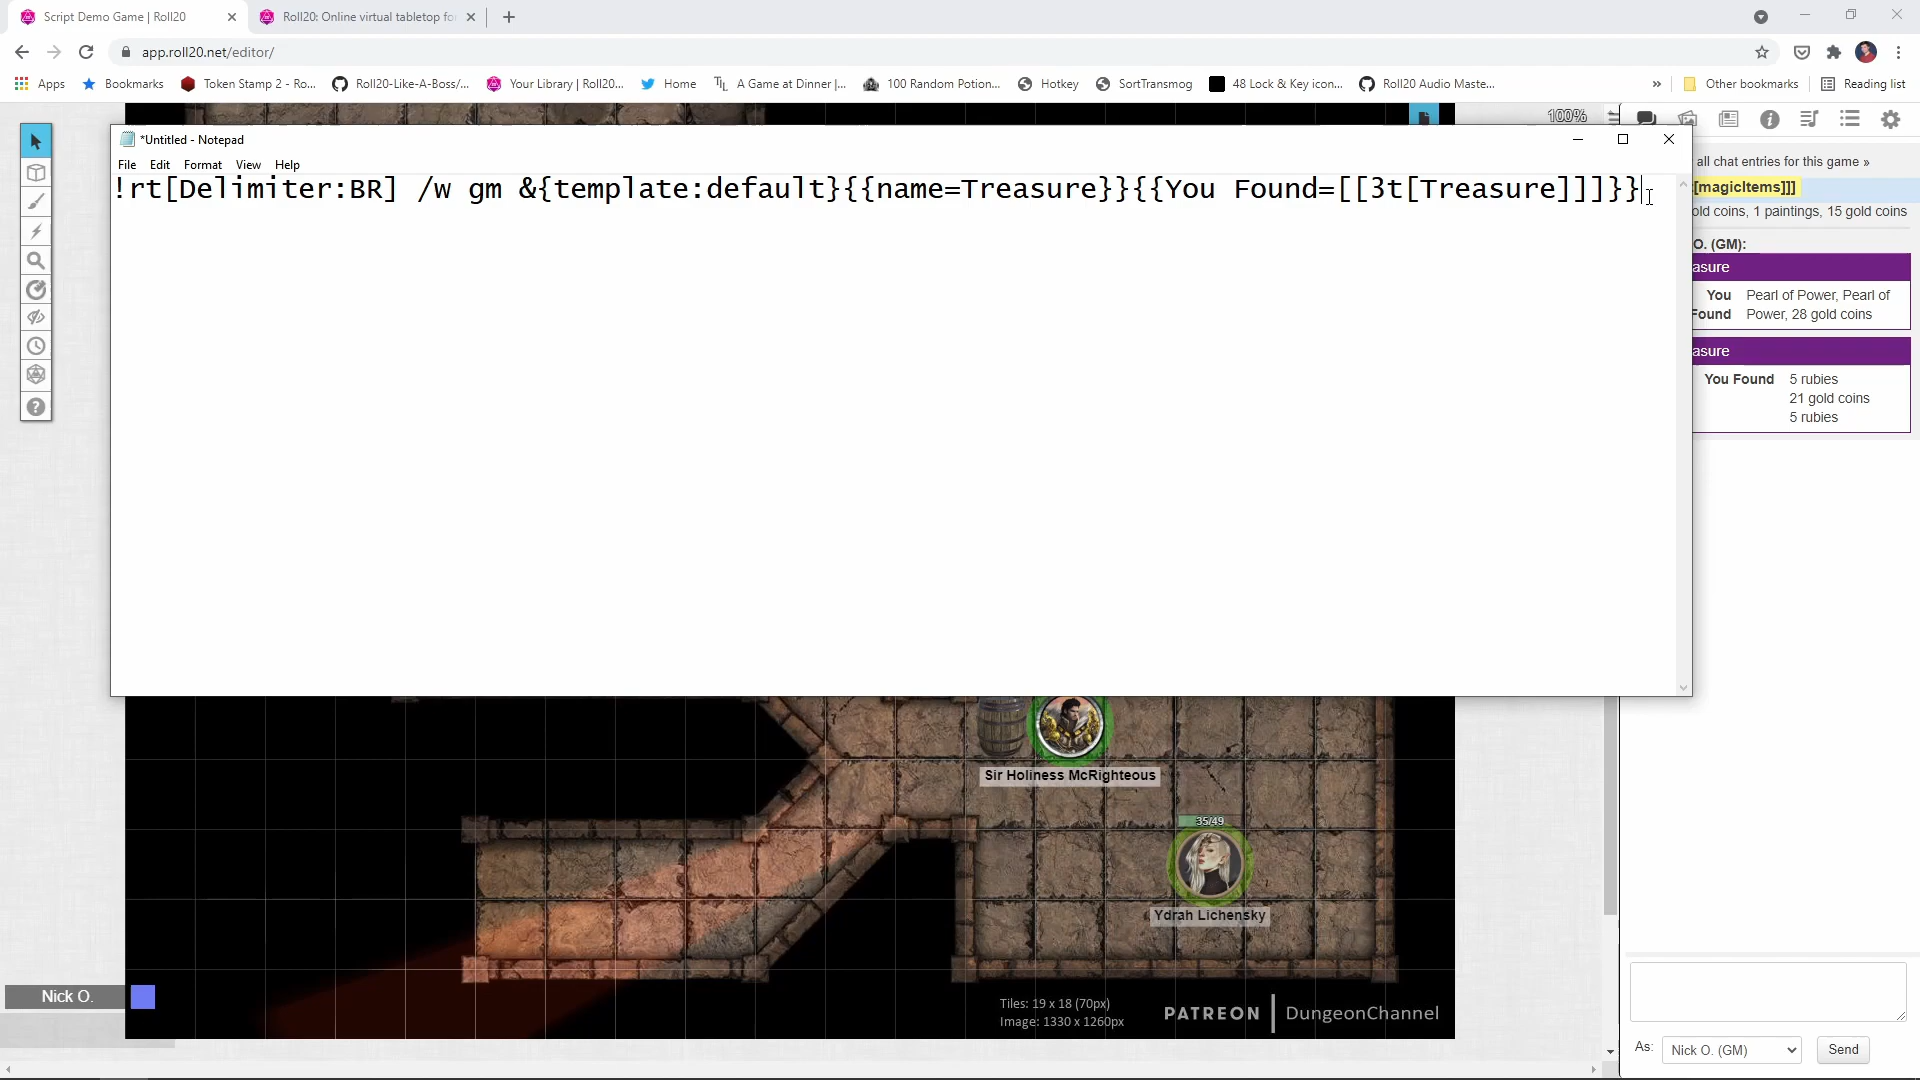 Script Demo Game | Roll20
Roll20: Online virtual tabletop fo
app.roll20.net/editor/
Apps
Bookmarks
Token Stamp 2 - Ro...
Roll20-Like-A-Boss/...
Your Library | Roll20...
Home
A Game at Dinner |...
100 Random Potion...
Hotkey
SortTransmog
48 Lock & Key icon...
Roll20 Audio Maste...
»
Other bookmarks
Reading list
100%
*Untitled - Notepad
File Edit Format View Help
!rt[Delimiter:BR] /w gm &{template:default}{{name=Treasure}}{{You Found=[[3t[Treasure]]]}}
all chat entries for this game »
[magicItems]]]
old coins, 1 paintings, 15 gold coins
O. (GM):
asure
You Found
Pearl of Power, Pearl of
Power, 28 gold coins
asure
You Found
5 rubies
21 gold coins
5 rubies
Sir Holiness McRighteous
35/49
Ydrah Lichensky
Tiles: 19 x 18 (70px)
Image: 1330 x 1260px
PATREON | DungeonChannel
Nick O.
As:
Nick O. (GM)
Send